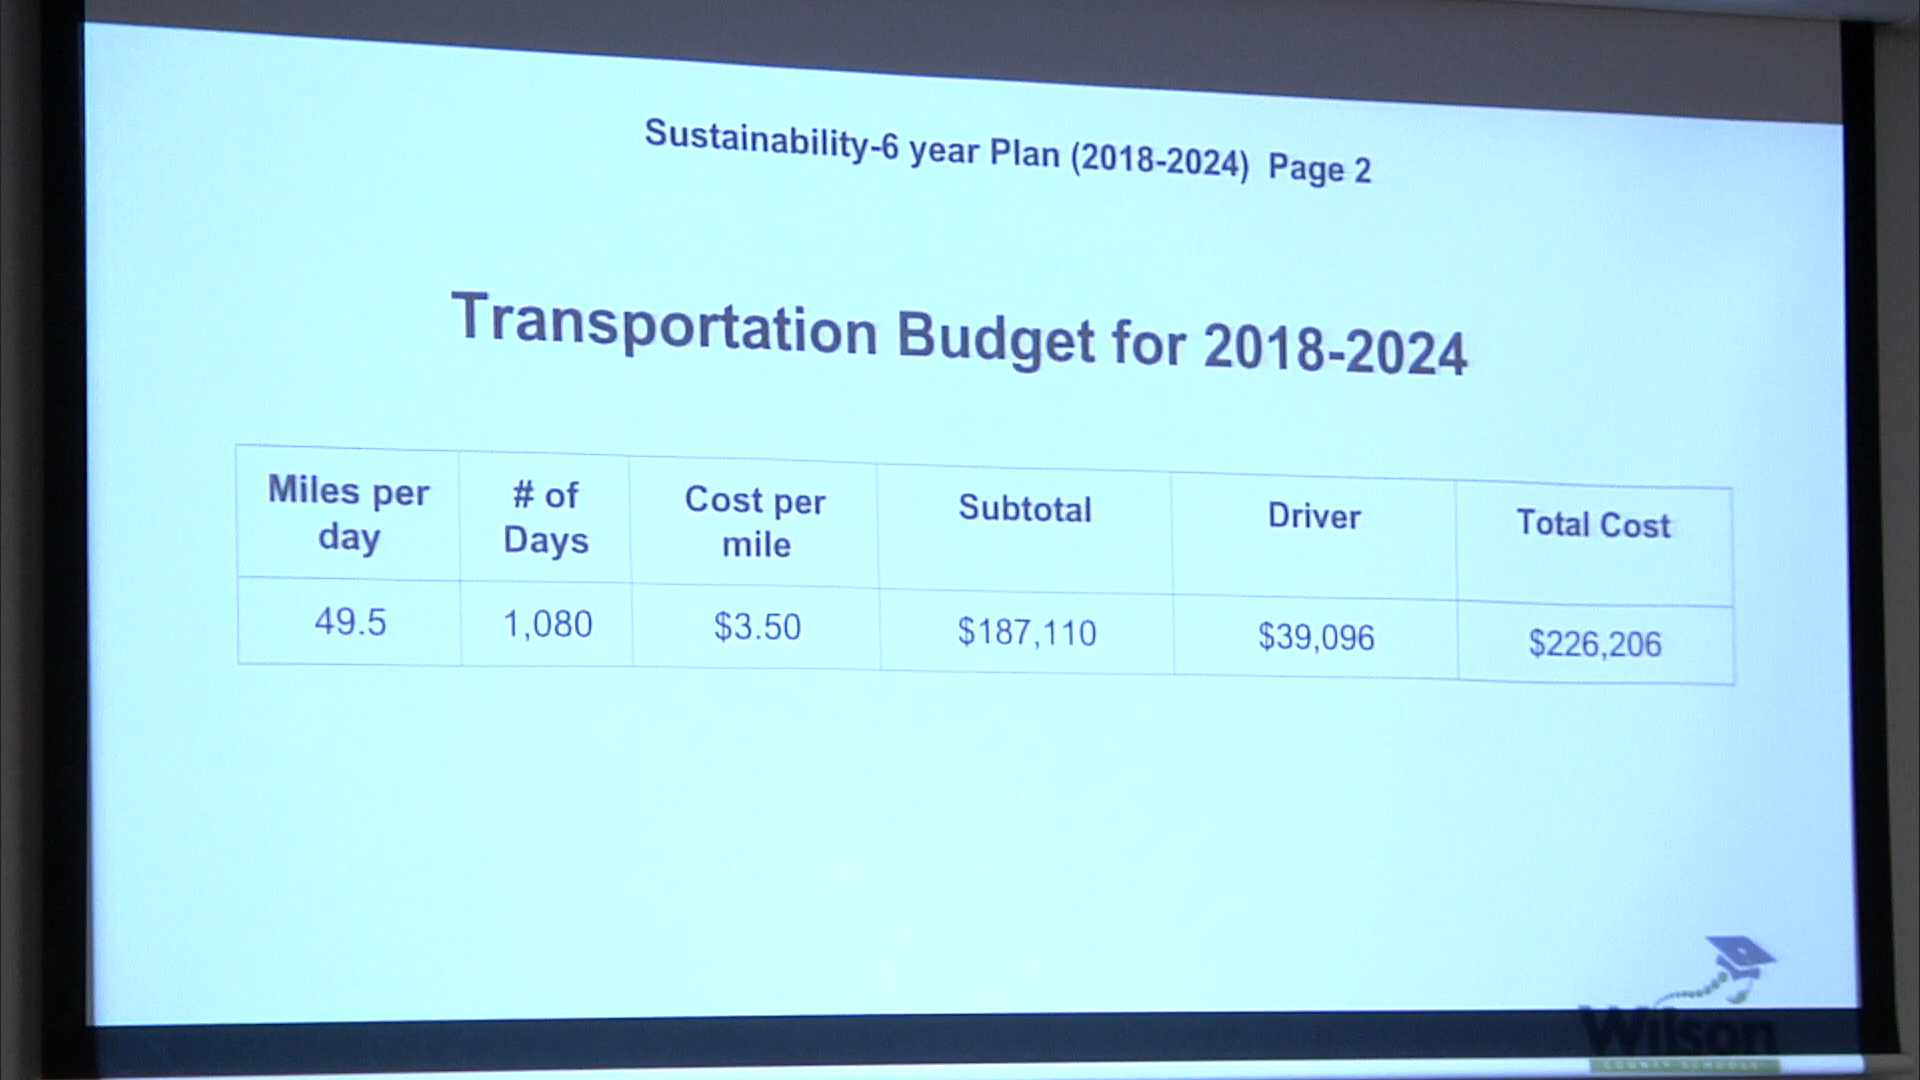 Sustainability-6 year Plan (2018-2024) Page 2
Transportation Budget for 2018-2024
Miles per day | # of Days | Cost per mile | Subtotal | Driver | Total Cost
49.5 | 1,080 | $3.50 | $187,110 | $39,096 | $226,206
Wilson
COUNTY SCHOOLS